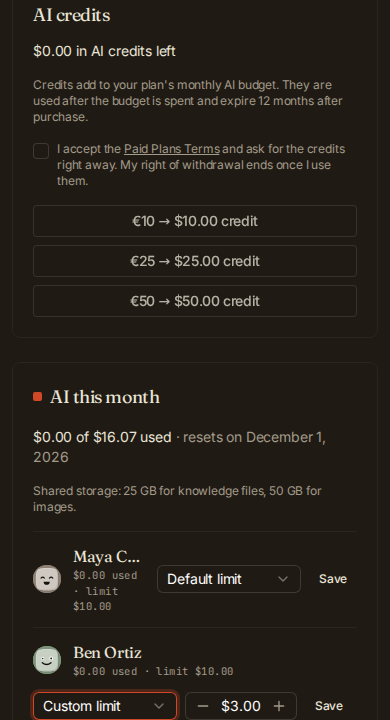 AI credits
$0.00 in AI credits left
Credits add to your plan's monthly AI budget. They are
used after the budget is spent and expire 12 months after
purchase.
I accept the Paid Plans Terms and ask for the credits
right away. My right of withdrawal ends once I use
them.
€10 → $10.00 credit
€25 → $25.00 credit
€50 → $50.00 credit
AI this month
$0.00 of $16.07 used · resets on December 1,
2026
Shared storage: 25 GB for knowledge files, 50 GB for
images.
Maya C...
$0.00 used
· limit
$10.00
Default limit
Save
Ben Ortiz
$0.00 used · limit $10.00
Custom limit
− $3.00 +
Save